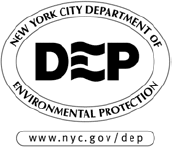 NEW YORK CITY DEPARTMENT OF
DEP
ENVIRONMENTAL PROTECTION
www.nyc.gov/dep